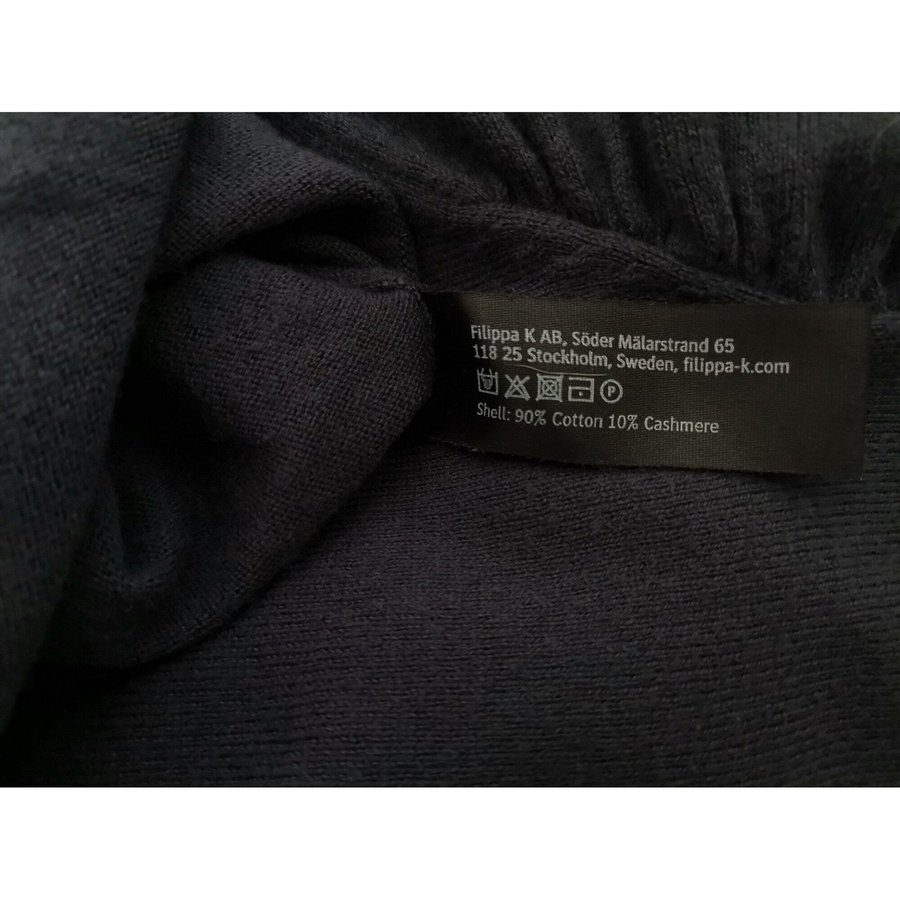 Filippa K AB, Söder Mälarstrand 65
118 25 Stockholm, Sweden, filippa-k.com
P
Shell: 90% Cotton 10% Cashmere